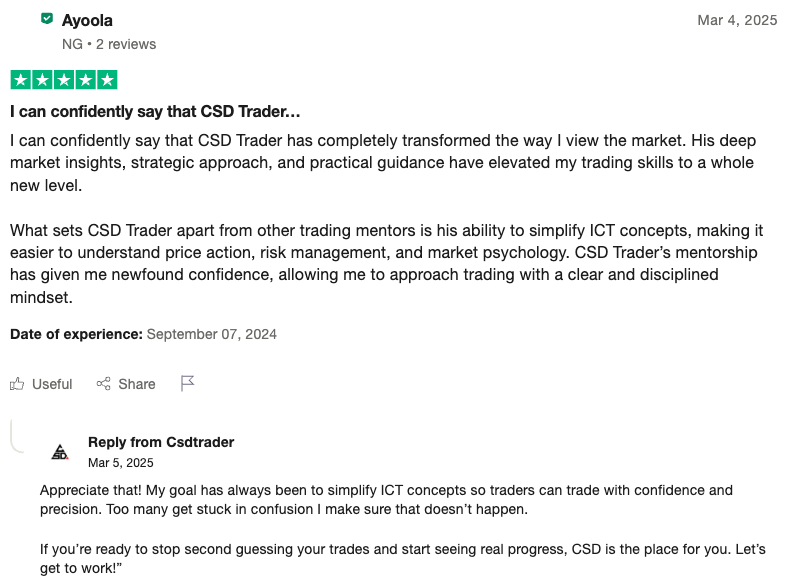 Ayoola
Mar 4, 2025
NG • 2 reviews
I can confidently say that CSD Trader…
I can confidently say that CSD Trader has completely transformed the way I view the market. His deep
market insights, strategic approach, and practical guidance have elevated my trading skills to a whole
new level.
What sets CSD Trader apart from other trading mentors is his ability to simplify ICT concepts, making it
easier to understand price action, risk management, and market psychology. CSD Trader’s mentorship
has given me newfound confidence, allowing me to approach trading with a clear and disciplined
mindset.
Date of experience: September 07, 2024
Useful
Share
Reply from Csdtrader
Mar 5, 2025
Appreciate that! My goal has always been to simplify ICT concepts so traders can trade with confidence and
precision. Too many get stuck in confusion I make sure that doesn’t happen.
If you’re ready to stop second guessing your trades and start seeing real progress, CSD is the place for you. Let’s
get to work!”